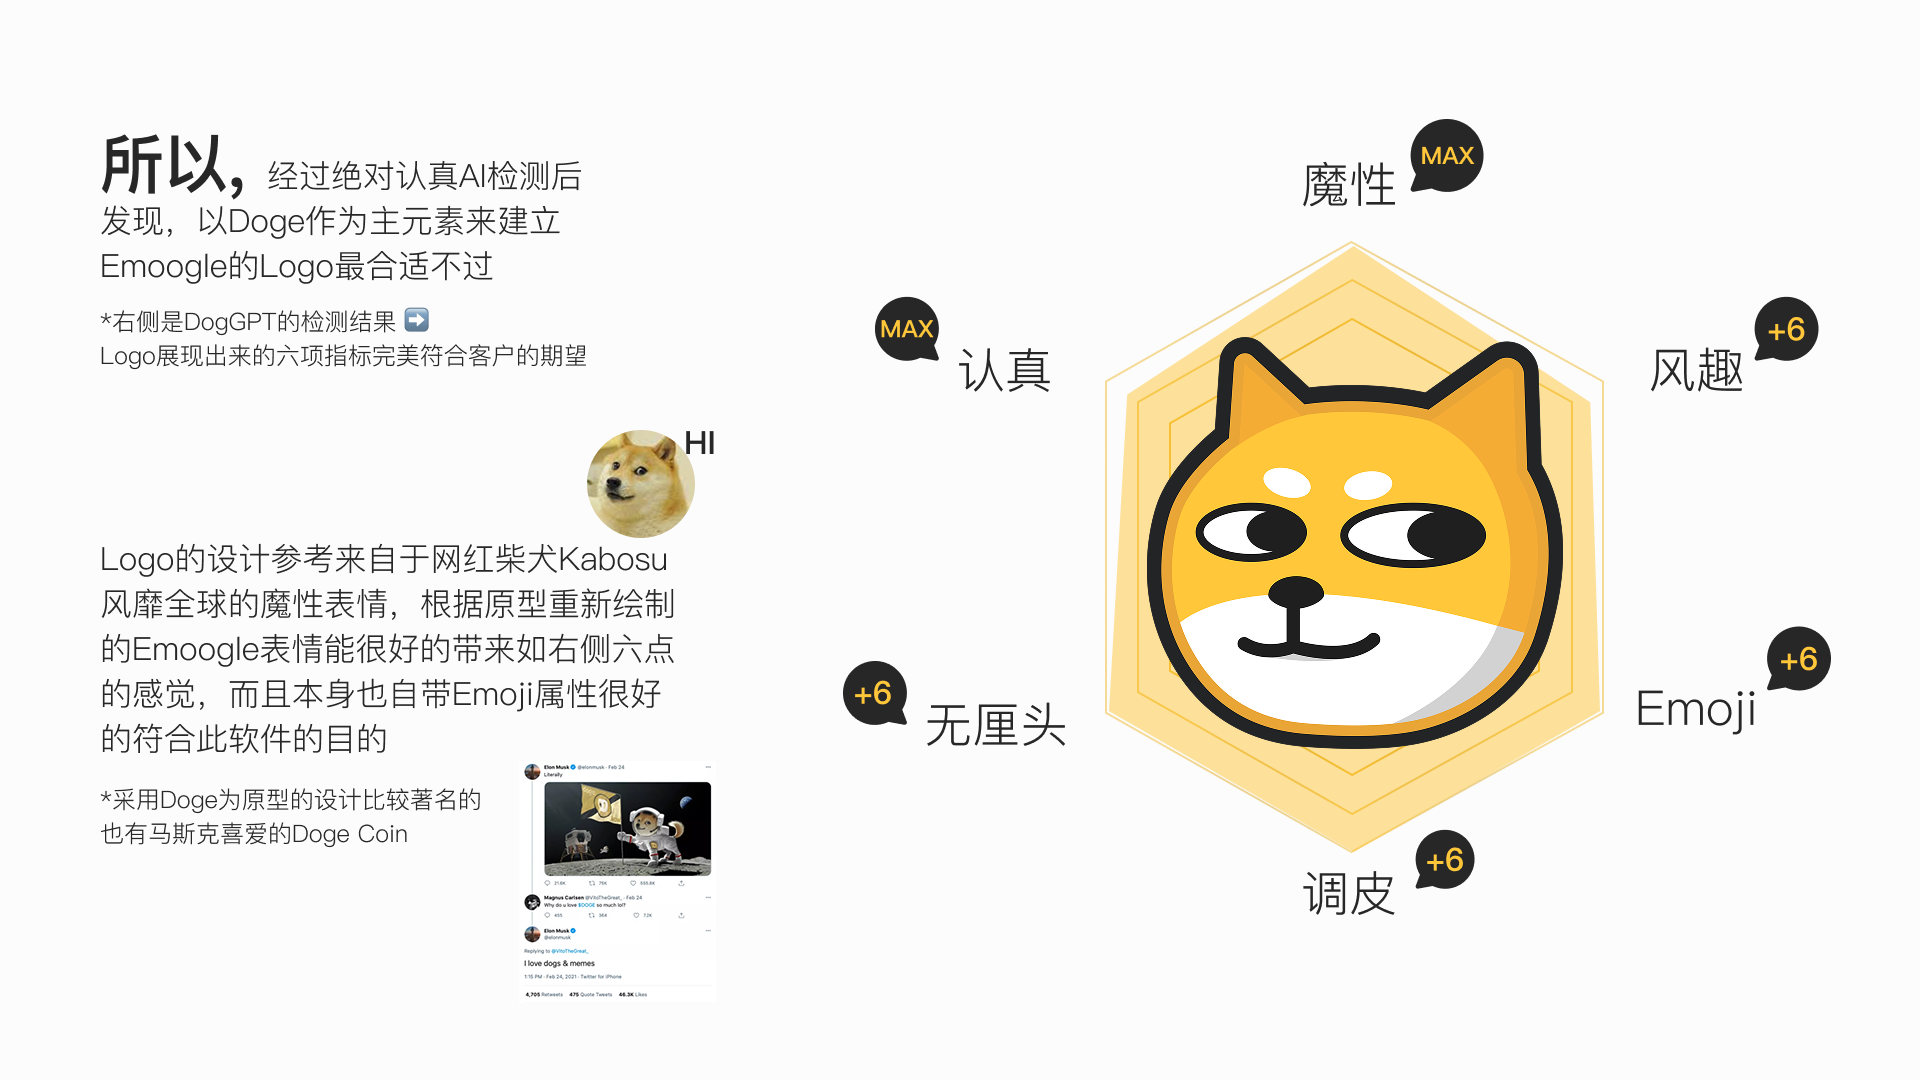 所以, 经过绝对认真AI检测后
发现，以Doge作为主元素来建立
Emoogle的Logo最合适不过
*右侧是DogGPT的检测结果 ➡️
Logo展现出来的六项指标完美符合客户的期望
HI
Logo的设计参考来自于网红柴犬Kabosu
风靡全球的魔性表情，根据原型重新绘制
的Emoogle表情能很好的带来如右侧六点
的感觉，而且本身也自带Emoji属性很好
的符合此软件的目的
*采用Doge为原型的设计比较著名的
也有马斯克喜爱的Doge Coin
Elon Musk @elonmusk · Feb 24
Literally
21.6K 75K 555.8K
Magnus Carlsen @VitoTheGreat_ · Feb 24
Why do u love $DOGE so much lol?
455 364 7.2K
Elon Musk
@elonmusk
Replying to @VitoTheGreat_
I love dogs & memes
1:15 PM · Feb 24, 2021 · Twitter for iPhone
4,705 Retweets 475 Quote Tweets 46.3K Likes
魔性 MAX
认真 MAX
风趣 +6
无厘头 +6
Emoji +6
调皮 +6